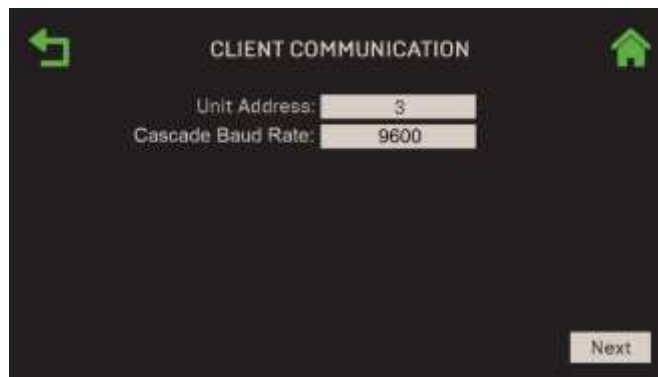 CLIENT COMMUNICATION
Unit Address: 3
Cascade Baud Rate: 9600
Next